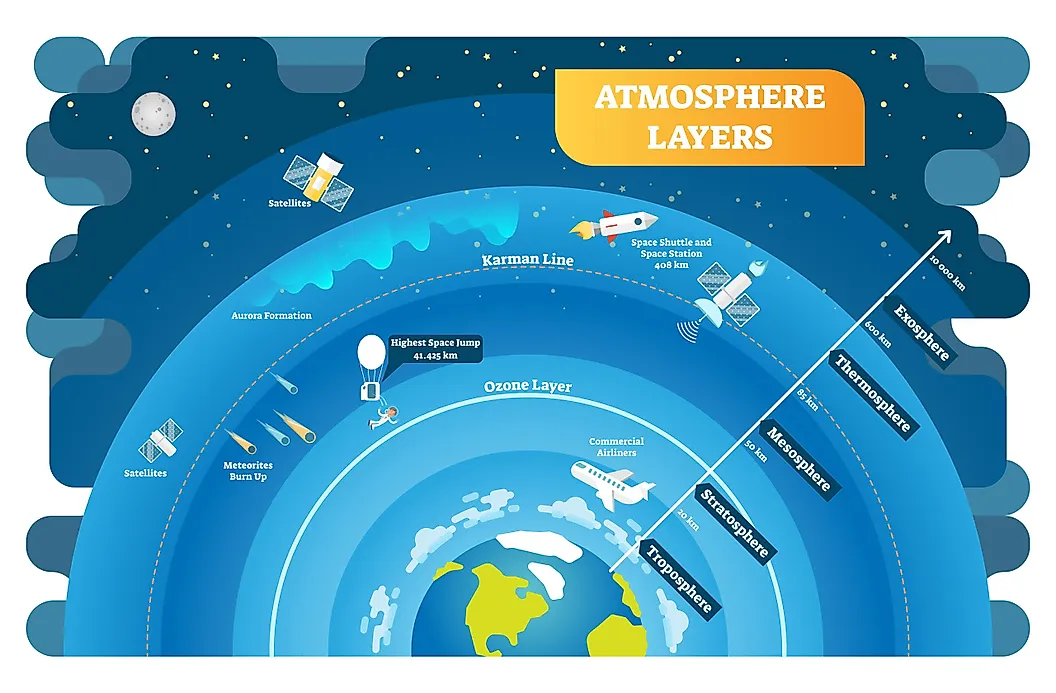 ATMOSPHERE
LAYERS
Satellites
Space Shuttle and
Space Station
408 km
Karman Line
10 000 km
Aurora Formation
Exosphere
600 km
Highest Space Jump
41.425 km
Thermosphere
Ozone Layer
85 km
Commercial
Airliners
Mesosphere
50 km
Satellites
Meteorites
Burn Up
Stratosphere
20 km
Troposphere